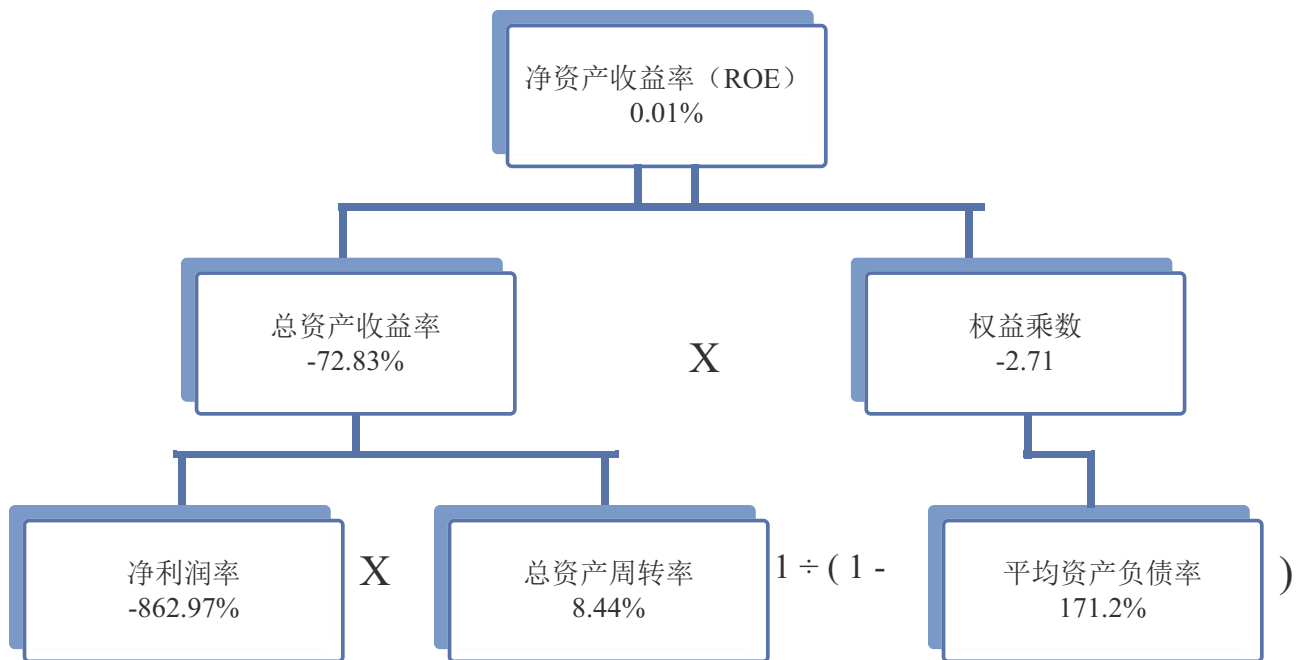 净资产收益率（ROE）
0.01%
总资产收益率
-72.83%
X
权益乘数
-2.71
净利润率
-862.97%
X
总资产周转率
8.44%
1 ÷ ( 1 -
平均资产负债率
171.2%
)